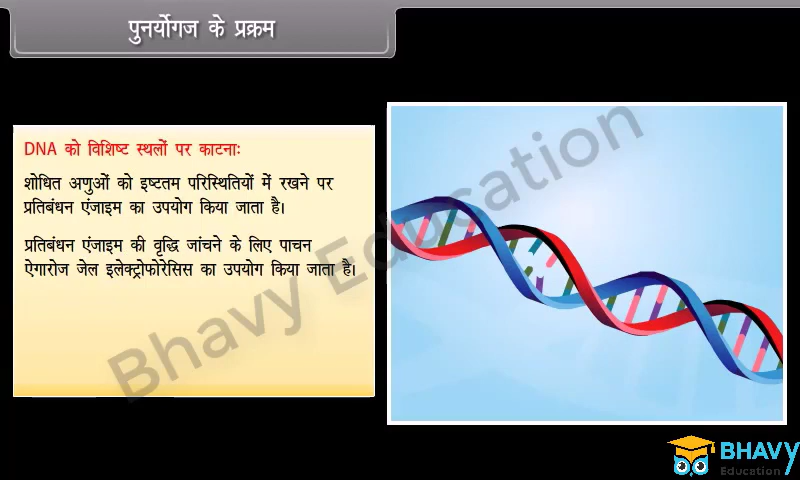 पुनर्योगज के प्रक्रम
DNA को विशिष्ट स्थलों पर काटनाः
शोधित अणुओं को इष्टतम परिस्थितियों में रखने पर
प्रतिबंधन एंजाइम का उपयोग किया जाता है।
प्रतिबंधन एंजाइम की वृद्धि जांचने के लिए पाचन
ऐगारोज जेल इलेक्ट्रोफोरेसिस का उपयोग किया जाता है।
Bhavy Education
BHAVY
Education